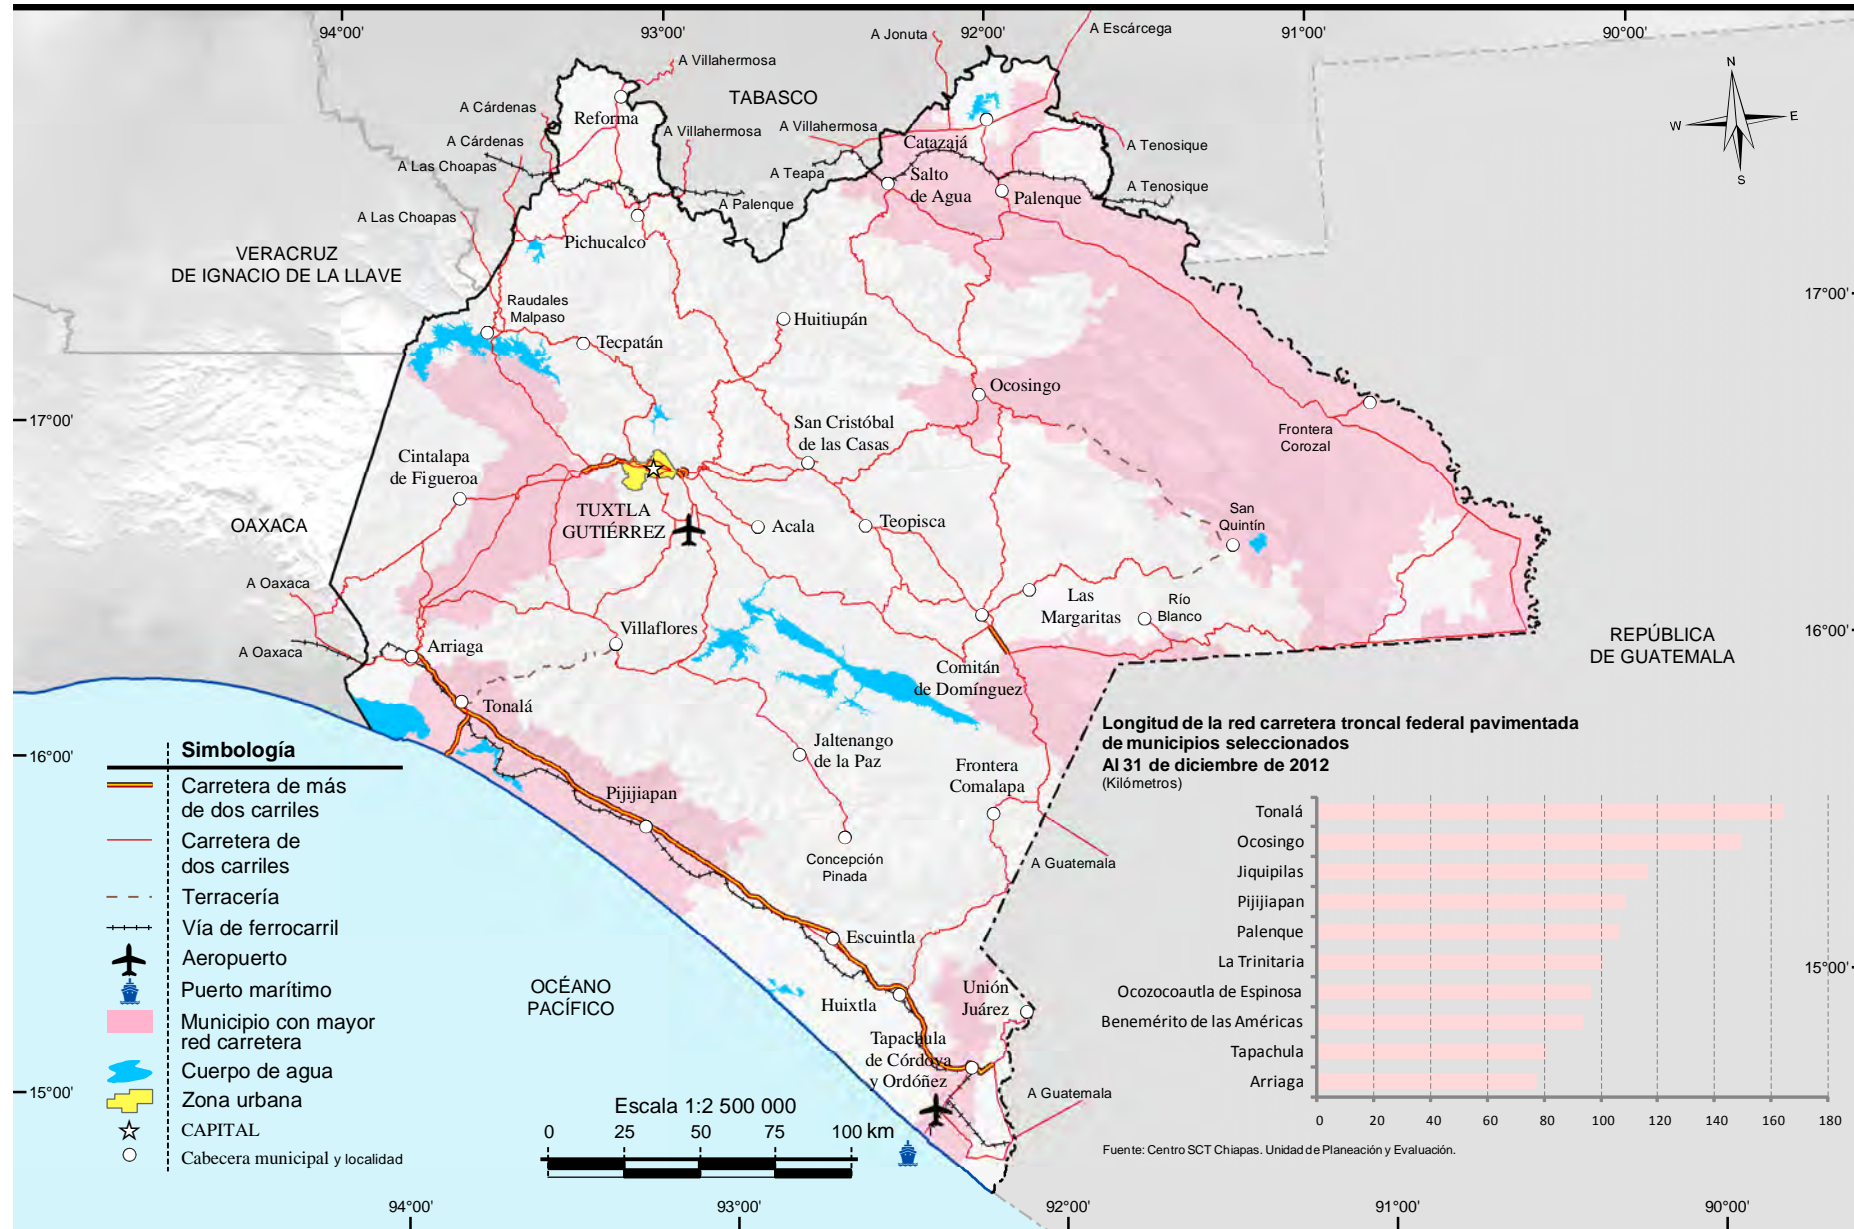 94°00'
93°00'
92°00'
91°00'
90°00'
A Jonuta
A Escárcega
A Villahermosa
TABASCO
A Cárdenas
Reforma
A Villahermosa
A Villahermosa
A Cárdenas
Catazajá
A Tenosique
A Las Choapas
A Teapa
Salto
de Agua
Palenque
A Tenosique
A Palenque
A Las Choapas
Pichucalco
N
W
E
S
VERACRUZ
DE IGNACIO DE LA LLAVE
Raudales
Malpaso
17°00'
Huitiupán
Tecpatán
Ocosingo
17°00'
San Cristóbal
de las Casas
Frontera
Corozal
Cintalapa
de Figueroa
OAXACA
TUXTLA
GUTIÉRREZ
Acala
Teopisca
San
Quintín
A Oaxaca
Las
Margaritas
Río
Blanco
Villaflores
16°00'
Arriaga
A Oaxaca
REPÚBLICA
DE GUATEMALA
Comitán
de Domínguez
Tonalá
Jaltenango
de la Paz
16°00'
Frontera
Comalapa
Pijijiapan
Concepción
Pinada
A Guatemala
Escuintla
15°00'
OCÉANO
PACÍFICO
Huixtla
Unión
Juárez
Tapachula
de Córdova
y Ordóñez
A Guatemala
15°00'
Simbología
Carretera de más
de dos carriles
Carretera de
dos carriles
Terracería
Vía de ferrocarril
Aeropuerto
Puerto marítimo
Municipio con mayor
red carretera
Cuerpo de agua
Zona urbana
CAPITAL
Cabecera municipal y localidad
Escala 1:2 500 000
0 25 50 75 100 km
Longitud de la red carretera troncal federal pavimentada
de municipios seleccionados
Al 31 de diciembre de 2012
(Kilómetros)
Tonalá
Ocosingo
Jiquipilas
Pijijiapan
Palenque
La Trinitaria
Ocozocoautla de Espinosa
Benemérito de las Américas
Tapachula
Arriaga
0 20 40 60 80 100 120 140 160 180
Fuente: Centro SCT Chiapas. Unidad de Planeación y Evaluación.
94°00'
93°00'
92°00'
91°00'
90°00'